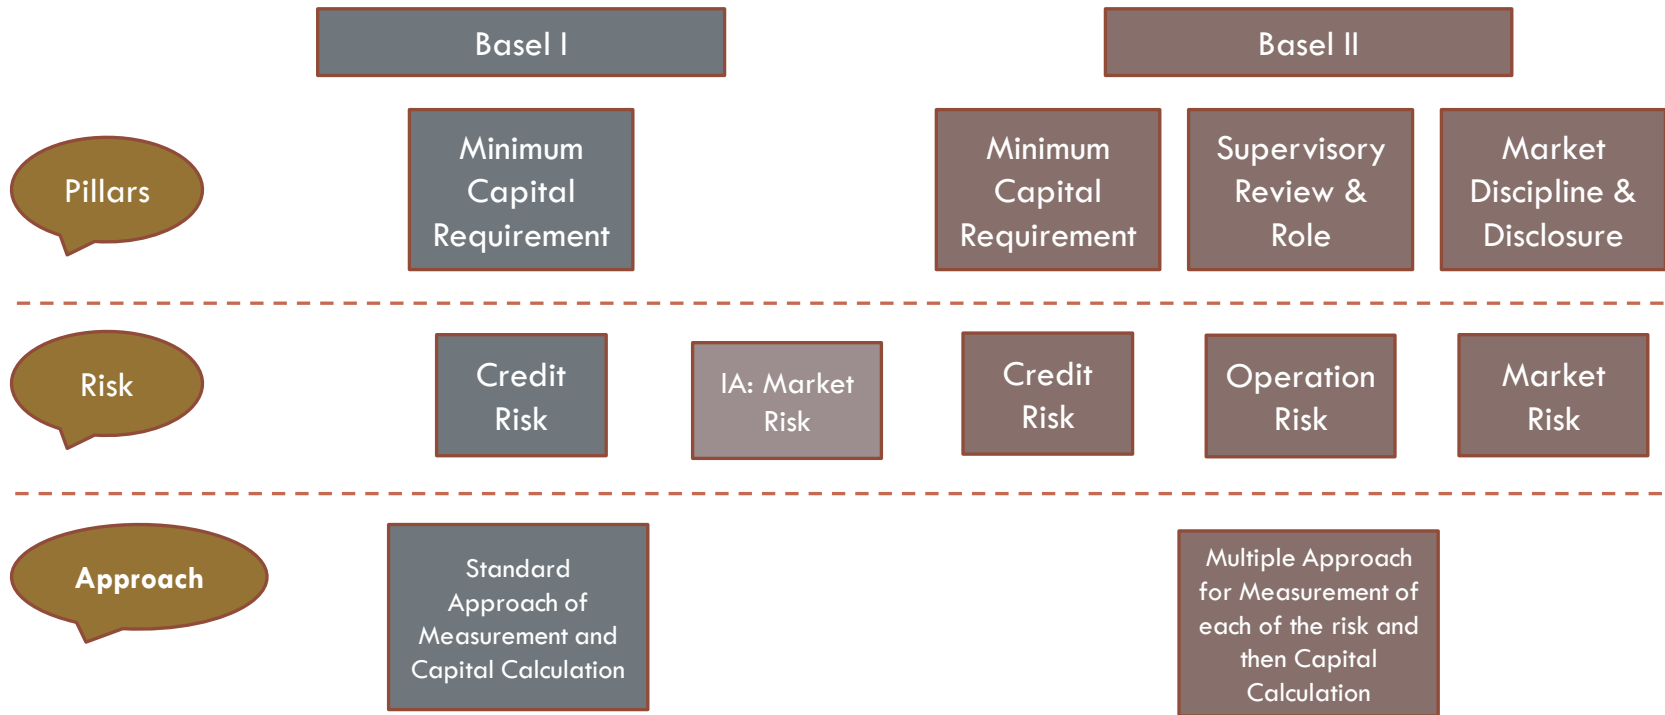 Basel I
Basel II
Pillars
Minimum
Capital
Requirement
Minimum
Capital
Requirement
Supervisory
Review &
Role
Market
Discipline &
Disclosure
Risk
Credit
Risk
IA: Market
Risk
Credit
Risk
Operation
Risk
Market
Risk
Approach
Standard
Approach of
Measurement and
Capital Calculation
Multiple Approach
for Measurement of
each of the risk and
then Capital
Calculation